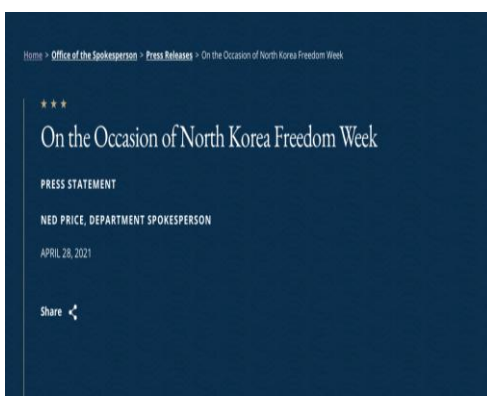 Home > Office of the Spokesperson > Press Releases > On the Occasion of North Korea Freedom Week
On the Occasion of North Korea Freedom Week
PRESS STATEMENT
NED PRICE, DEPARTMENT SPOKESPERSON
APRIL 28, 2021
Share